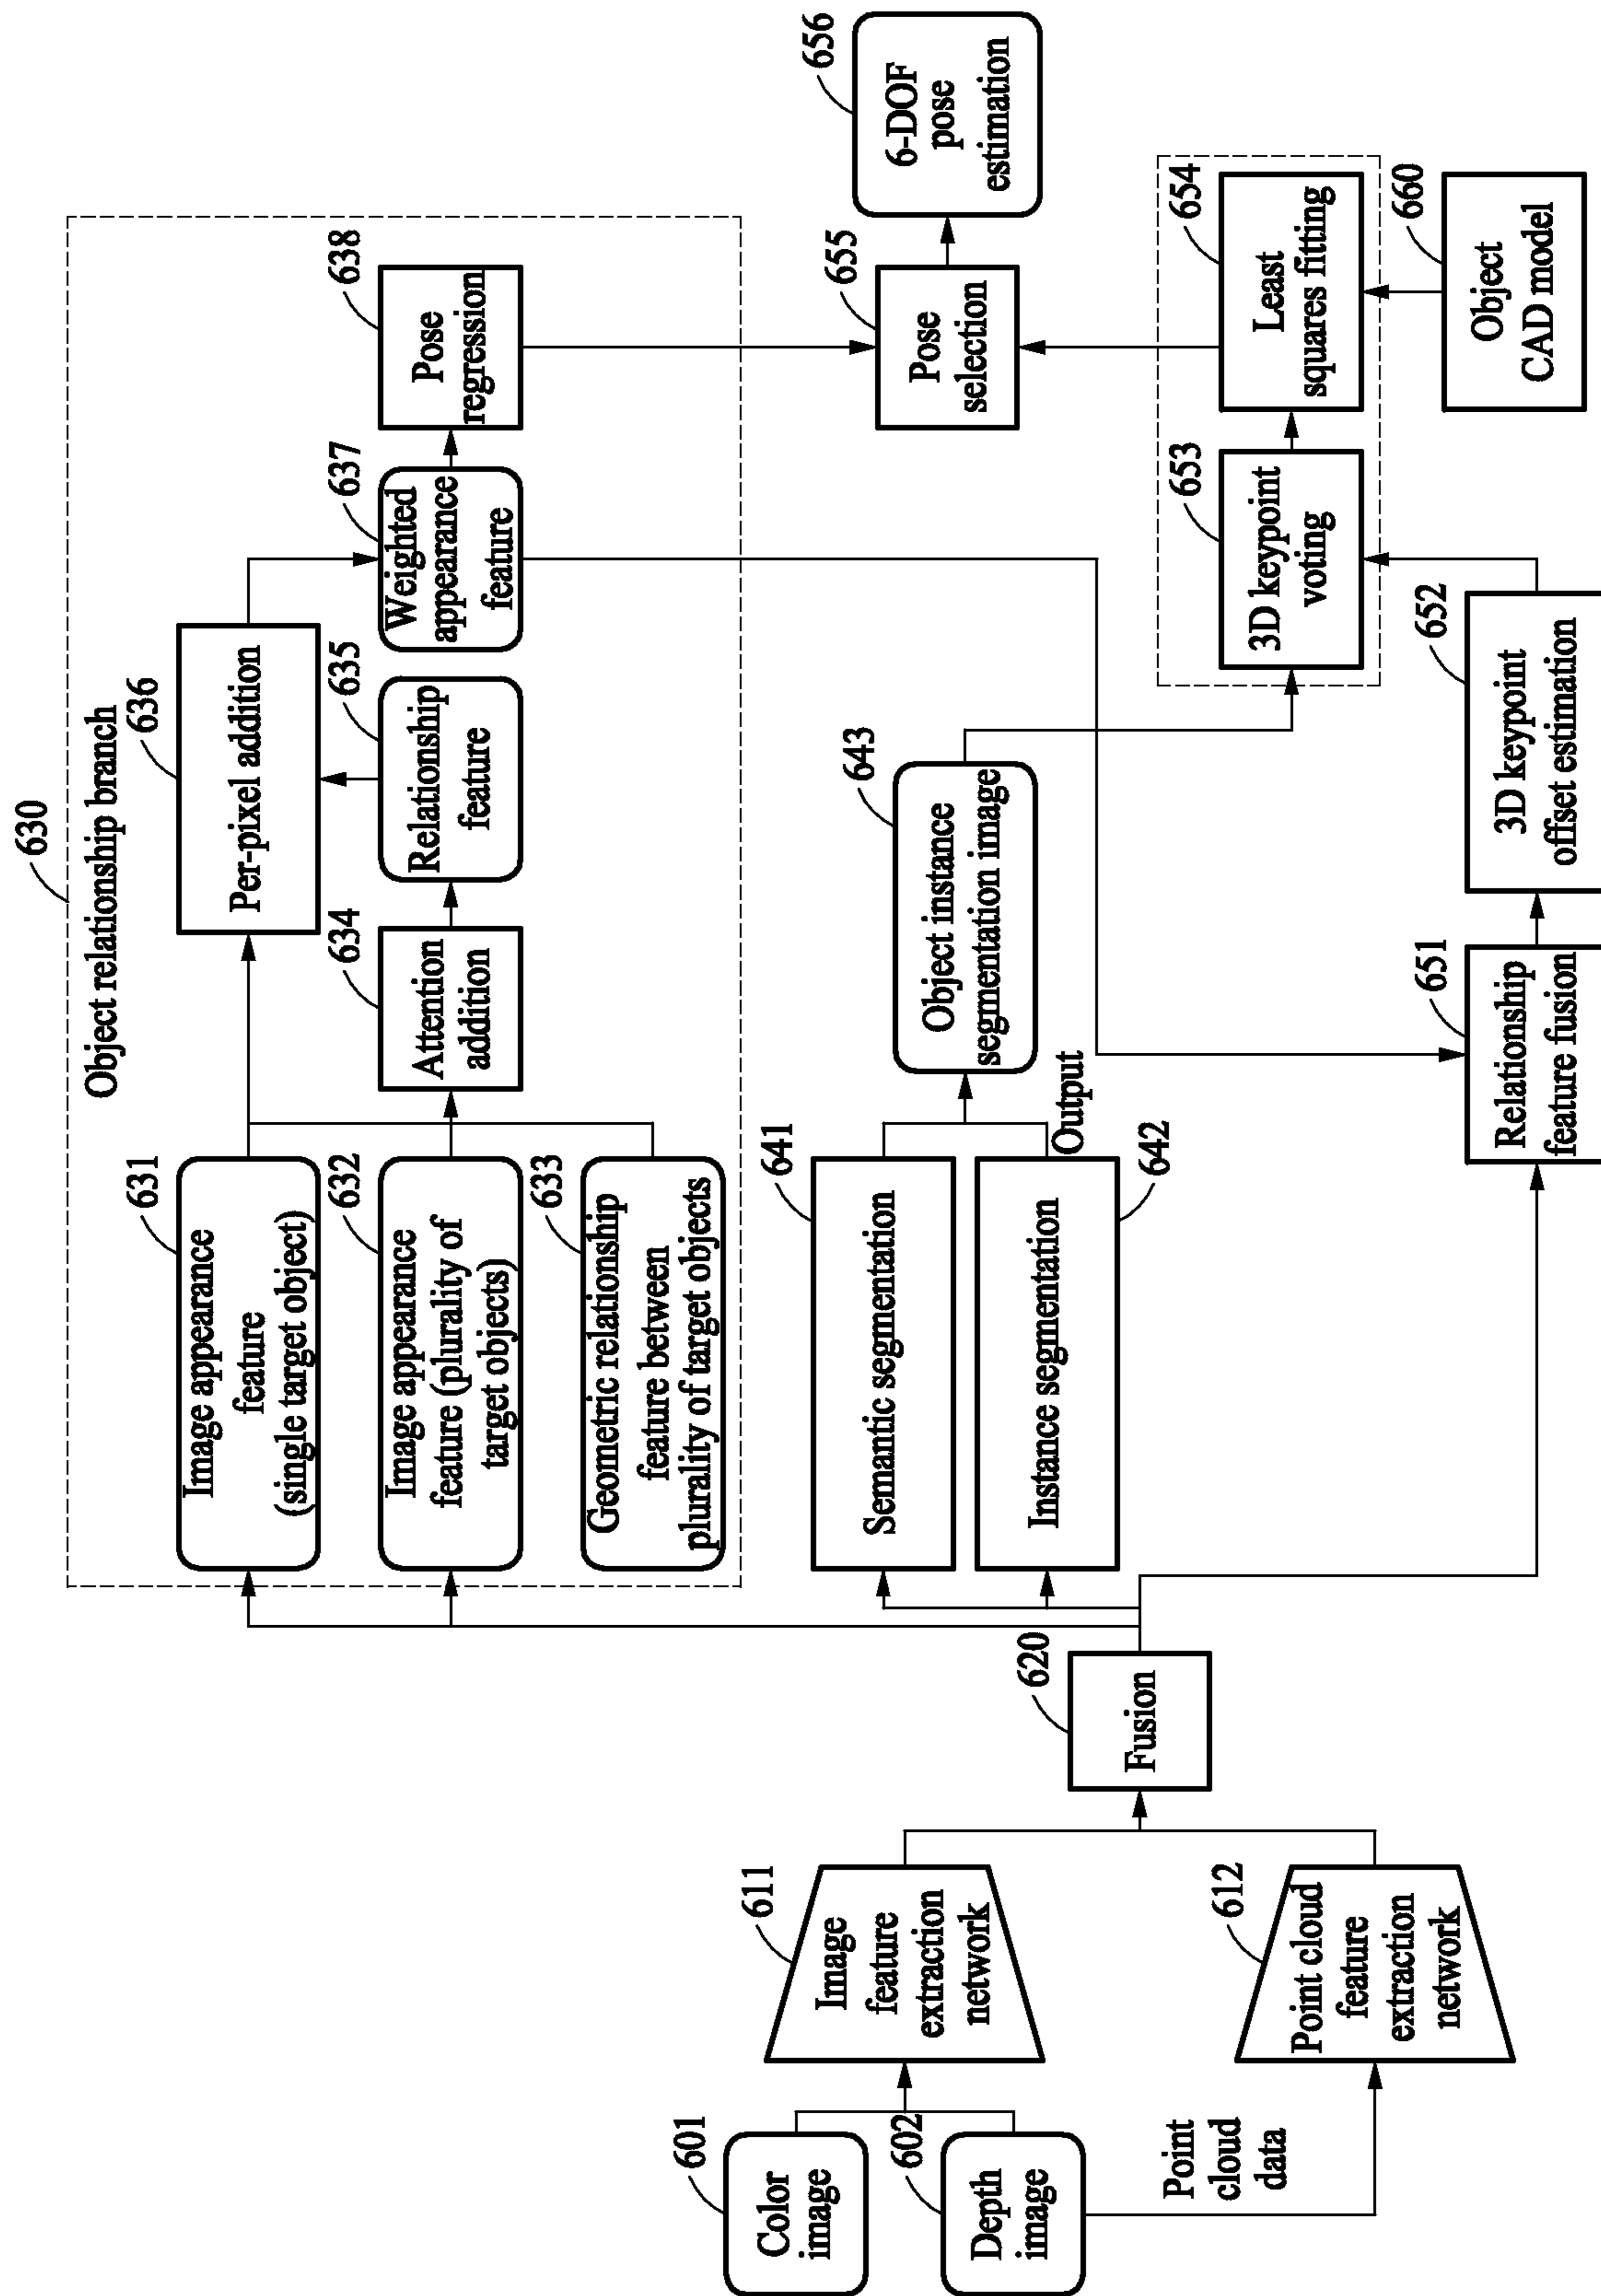 630
Object relationship branch
631
Image appearance
feature
(single target object)
632
Image appearance
feature (plurality of
target objects)
633
Geometric relationship
feature between
plurality of target objects
634
Attention
addition
635
Relationship
feature
636
Per-pixel addition
637
Weighted
appearance
feature
638
Pose
regression
601
Color
image
602
Depth
image
Point
cloud
data
611
Image
feature
extraction
network
612
Point cloud
feature
extraction
network
620
Fusion
641
Semantic segmentation
642
Instance segmentation
Output
643
Object instance
segmentation image
651
Relationship
feature fusion
652
3D keypoint
offset estimation
653
3D keypoint
voting
654
Least
squares fitting
660
Object
CAD model
655
Pose
selection
656
6-DOF
pose
estimation